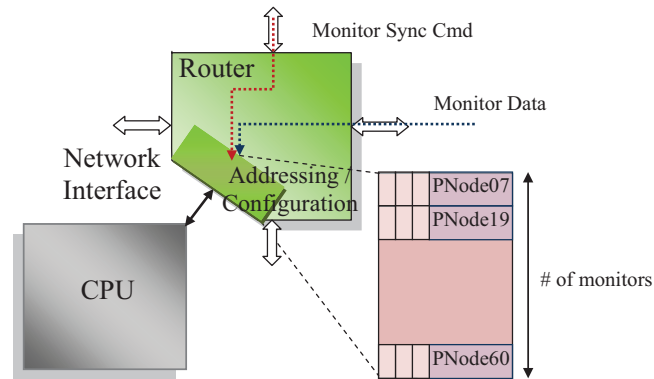 Monitor Sync Cmd
Router
Monitor Data
Network
Interface
Addressing /
Configuration
PNode07
PNode19
CPU
# of monitors
PNode60